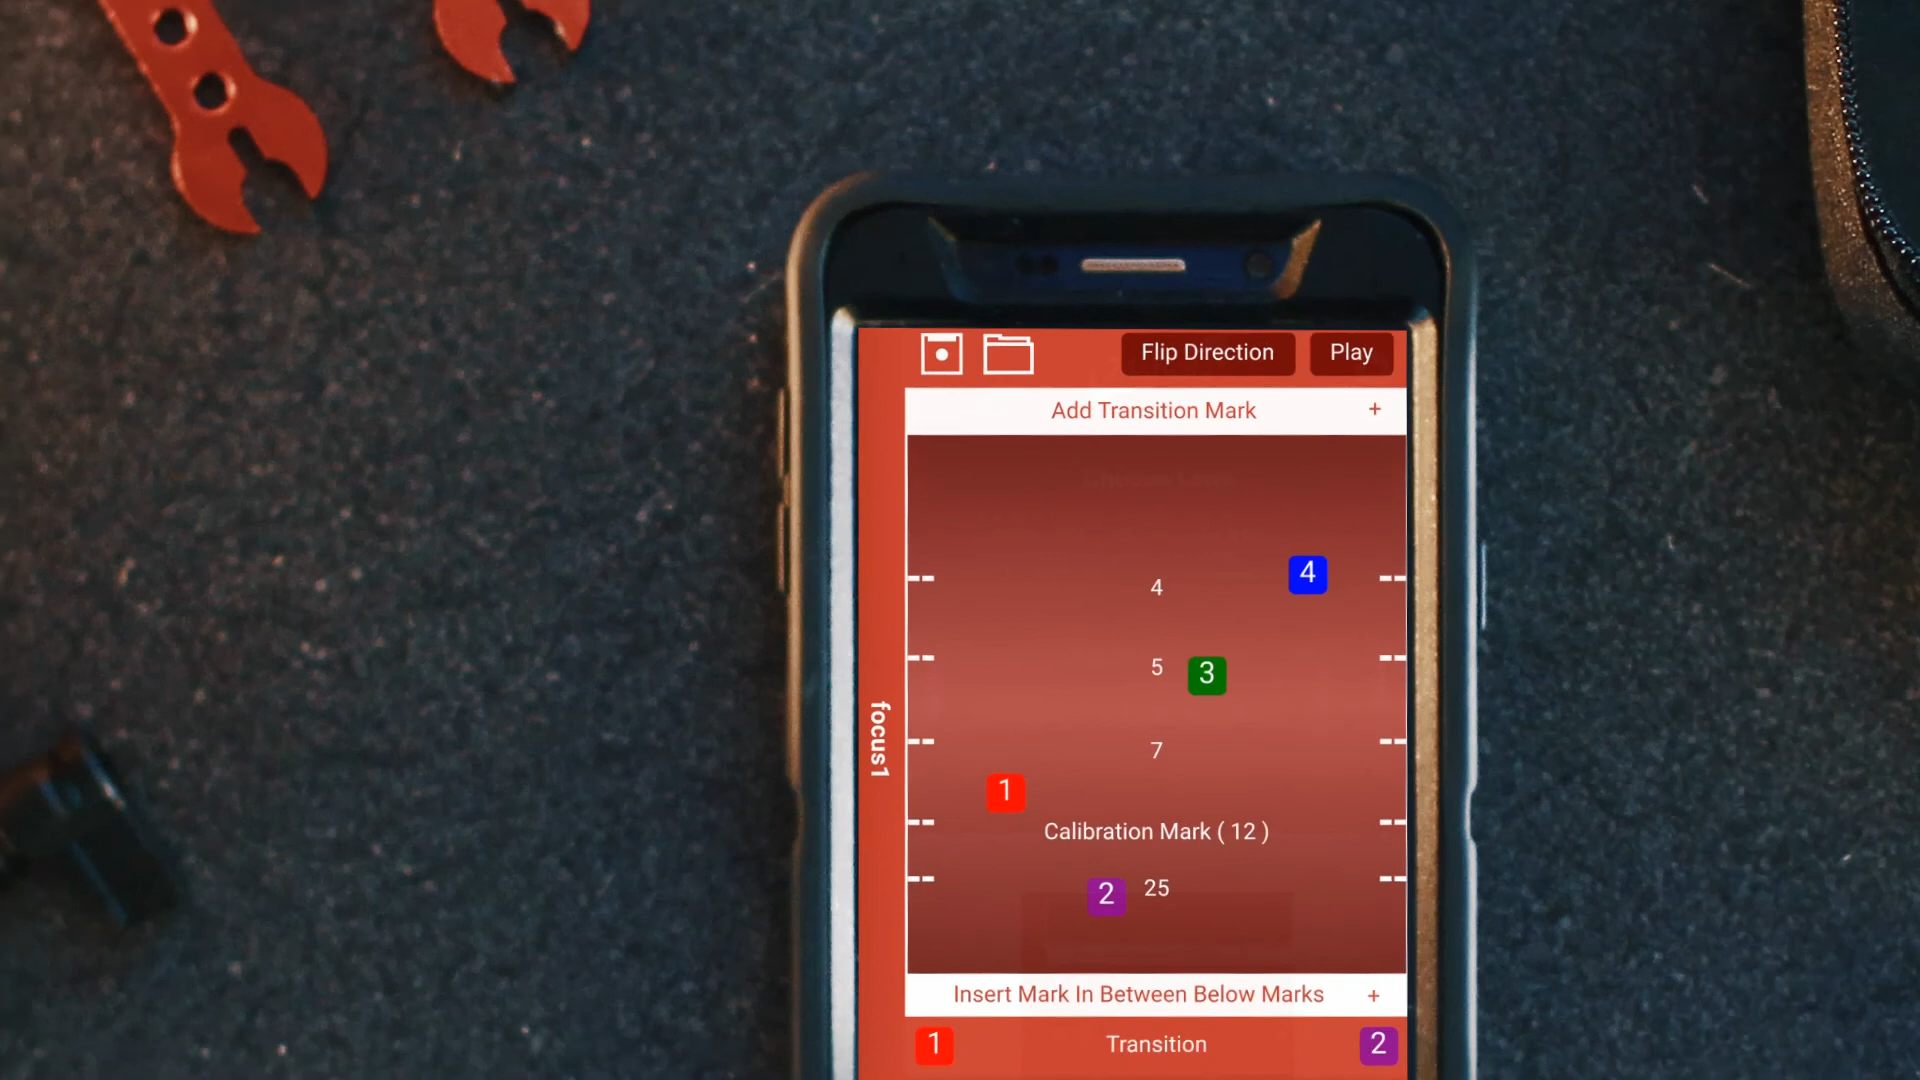 Flip Direction
Play
Add Transition Mark +
4
4
5
3
7
focus1
1
Calibration Mark ( 12 )
2
25
Insert Mark In Between Below Marks +
1
Transition
2